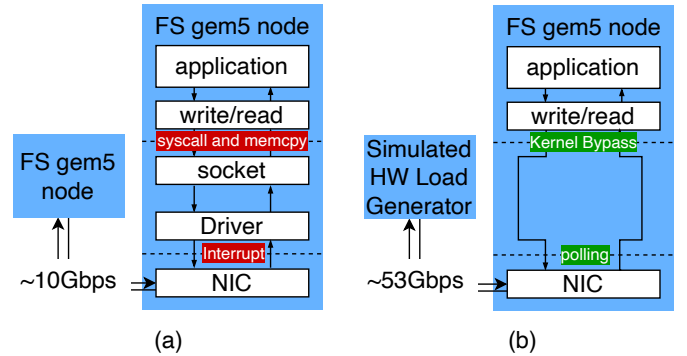 FS gem5 node
application
write/read
syscall and memcpy
socket
Driver
Interrupt
NIC
FS gem5
node
~10Gbps
(a)
FS gem5 node
application
write/read
Kernel Bypass
polling
NIC
Simulated
HW Load
Generator
~53Gbps
(b)